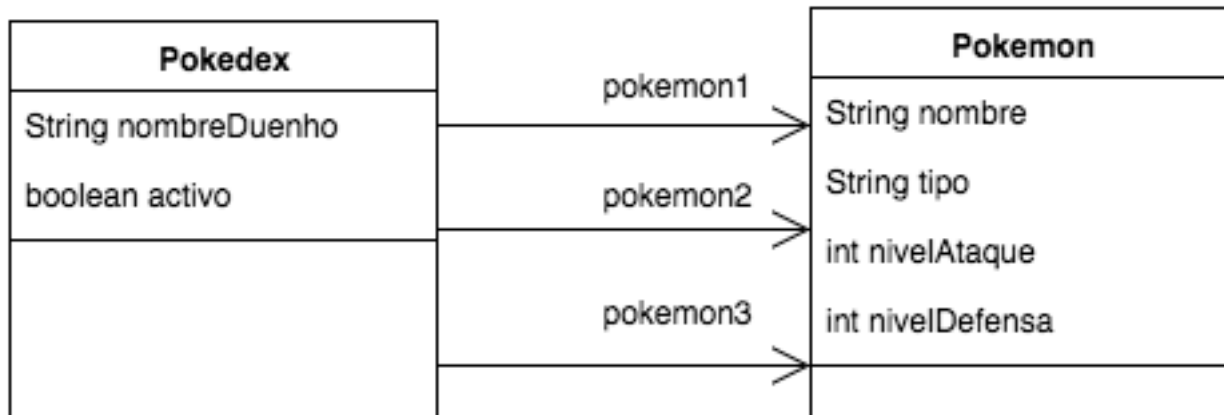 Pokedex
String nombreDuenho
boolean activo
pokemon1
pokemon2
pokemon3
Pokemon
String nombre
String tipo
int nivelAtaque
int nivelDefensa